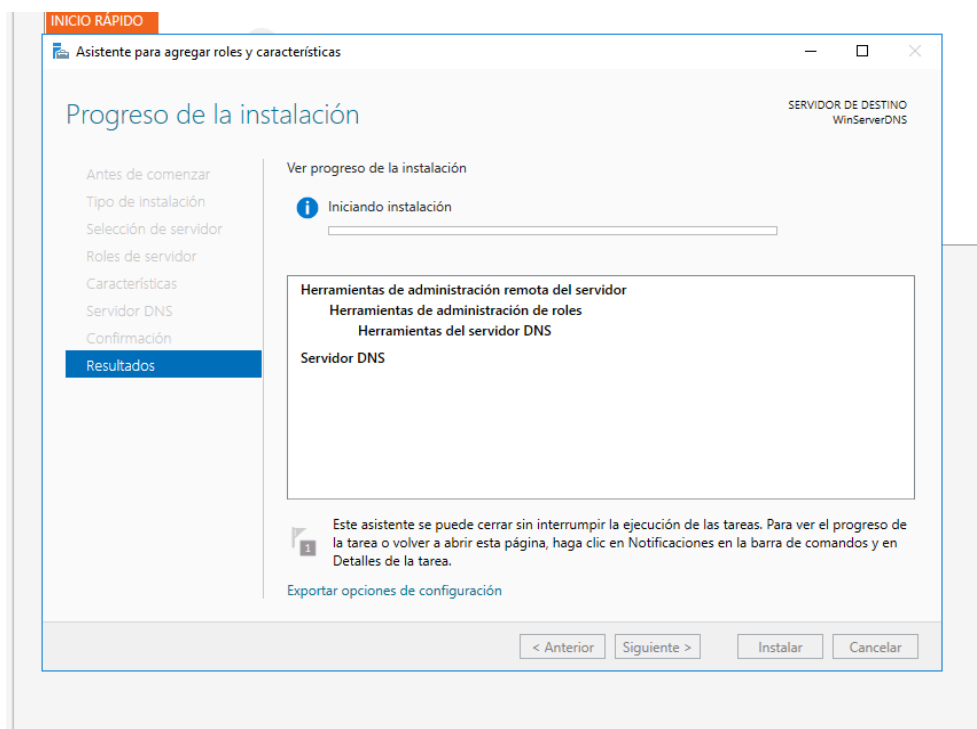 INICIO RÁPIDO
Asistente para agregar roles y características
Progreso de la instalación
SERVIDOR DE DESTINO
WinServerDNS
Antes de comenzar
Tipo de instalación
Selección de servidor
Roles de servidor
Características
Servidor DNS
Confirmación
Resultados
Ver progreso de la instalación
Iniciando instalación
Herramientas de administración remota del servidor
Herramientas de administración de roles
Herramientas del servidor DNS
Servidor DNS
1
Este asistente se puede cerrar sin interrumpir la ejecución de las tareas. Para ver el progreso de
la tarea o volver a abrir esta página, haga clic en Notificaciones en la barra de comandos y en
Detalles de la tarea.
Exportar opciones de configuración
< Anterior
Siguiente >
Instalar
Cancelar